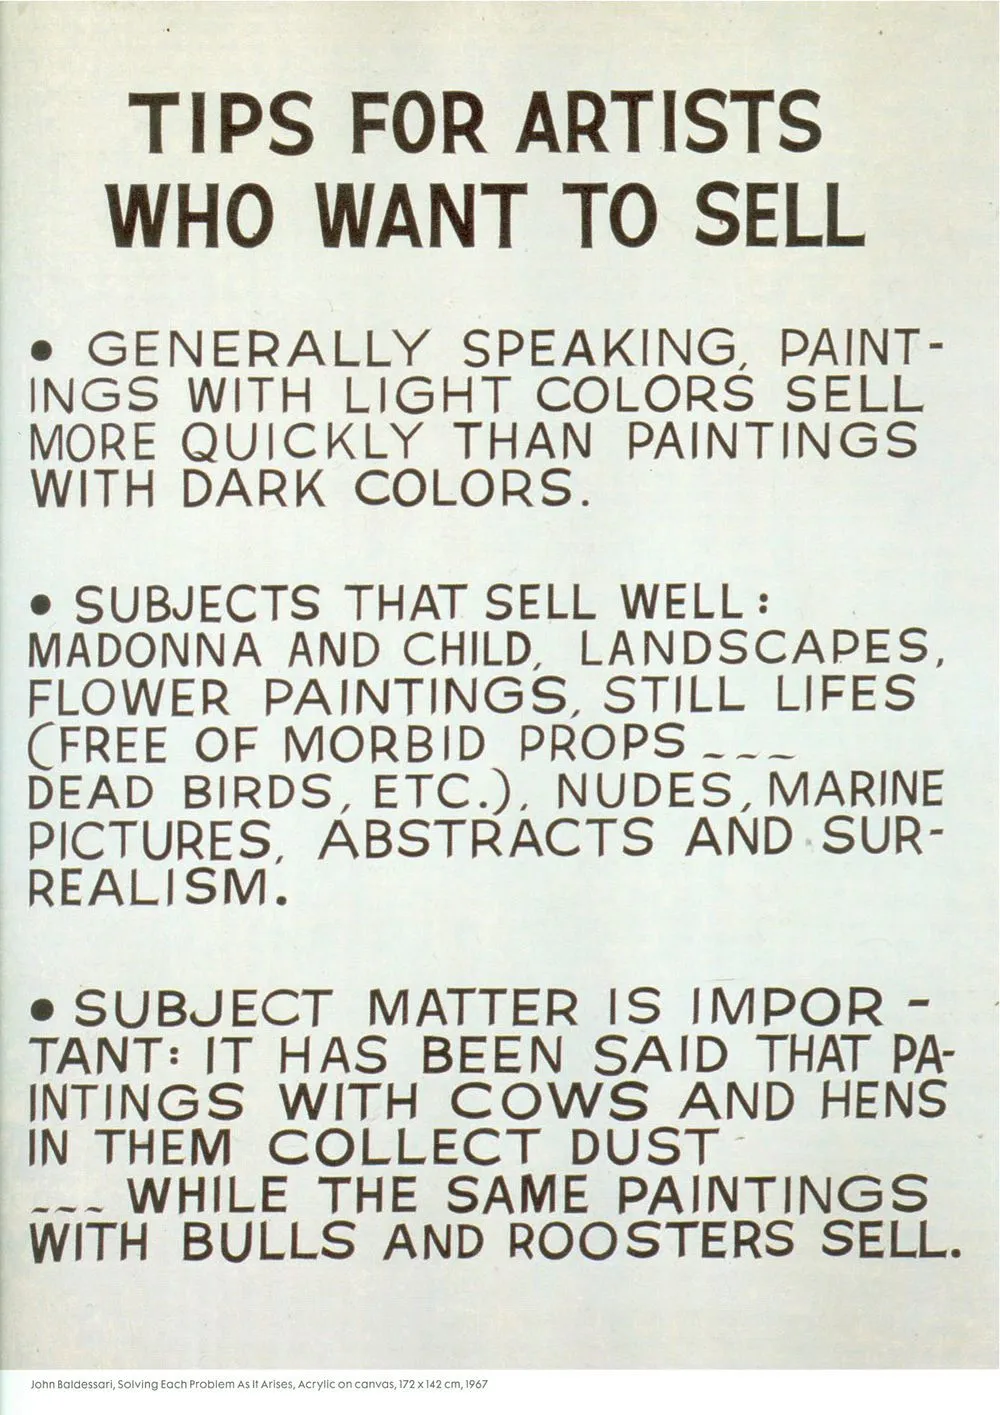 TIPS FOR ARTISTS
WHO WANT TO SELL
• GENERALLY SPEAKING, PAINT-
INGS WITH LIGHT COLORS SELL
MORE QUICKLY THAN PAINTINGS
WITH DARK COLORS.
• SUBJECTS THAT SELL WELL:
MADONNA AND CHILD, LANDSCAPES,
FLOWER PAINTINGS, STILL LIFES
(FREE OF MORBID PROPS ---
DEAD BIRDS, ETC.), NUDES, MARINE
PICTURES, ABSTRACTS AND SUR-
REALISM.
• SUBJECT MATTER IS IMPOR-
TANT: IT HAS BEEN SAID THAT PA-
INTINGS WITH COWS AND HENS
IN THEM COLLECT DUST
--- WHILE THE SAME PAINTINGS
WITH BULLS AND ROOSTERS SELL.
John Baldessari, Solving Each Problem As It Arises, Acrylic on canvas, 172 x 142 cm, 1967